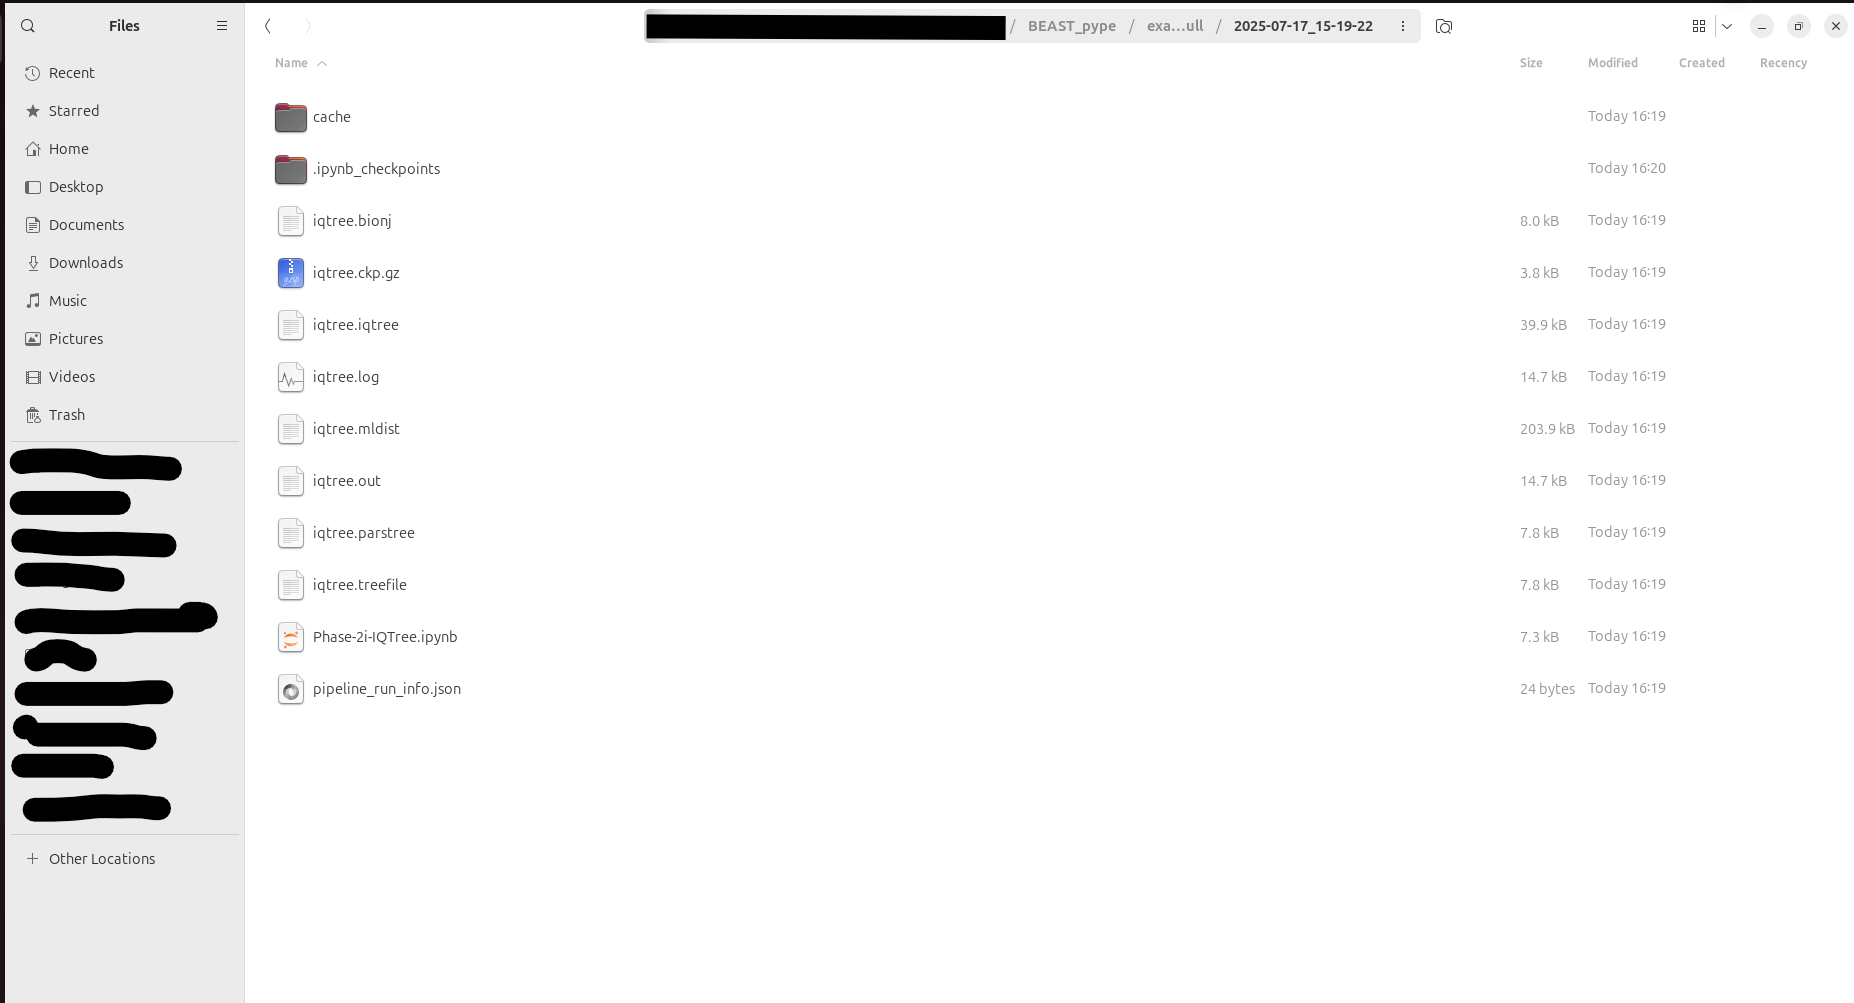 Files
BEAST_pype / exa...ull / 2025-07-17_15-19-22
Name Size Modified Created Recency
Recent
Starred
Home
Desktop
Documents
Downloads
Music
Pictures
Videos
Trash
Other Locations
cache Today 16:19
.ipynb_checkpoints Today 16:20
iqtree.bionj 8.0 kB Today 16:19
iqtree.ckp.gz 3.8 kB Today 16:19
iqtree.iqtree 39.9 kB Today 16:19
iqtree.log 14.7 kB Today 16:19
iqtree.mldist 203.9 kB Today 16:19
iqtree.out 14.7 kB Today 16:19
iqtree.parstree 7.8 kB Today 16:19
iqtree.treefile 7.8 kB Today 16:19
Phase-2i-IQTree.ipynb 7.3 kB Today 16:19
pipeline_run_info.json 24 bytes Today 16:19